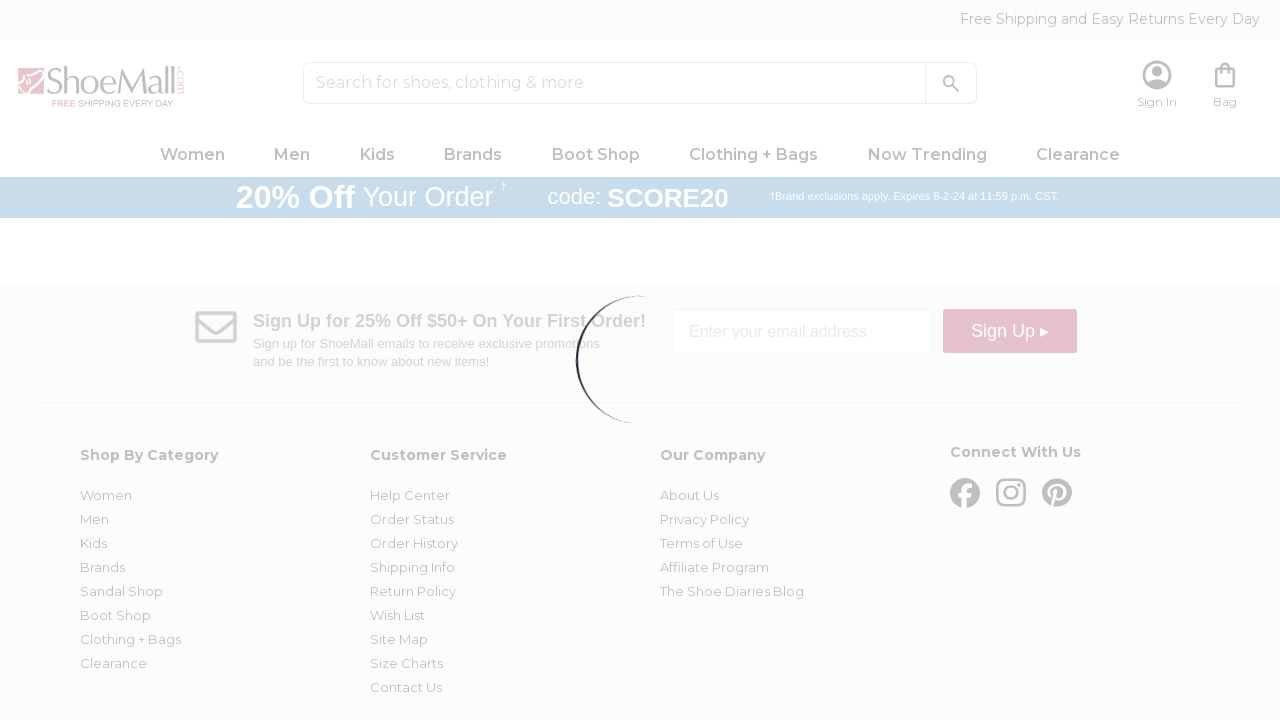 Free Shipping and Easy Returns Every Day
ShoeMall.com
FREE SHIPPING EVERY DAY
Search for shoes, clothing & more
Sign In
Bag
Women Men Kids Brands Boot Shop Clothing + Bags Now Trending Clearance
20% Off Your Order † code: SCORE20 †Brand exclusions apply. Expires 8-2-24 at 11:59 p.m. CST.
Sign Up for 25% Off $50+ On Your First Order!
Sign up for ShoeMall emails to receive exclusive promotions
and be the first to know about new items!
Enter your email address
Sign Up ▸
Shop By Category
Women
Men
Kids
Brands
Sandal Shop
Boot Shop
Clothing + Bags
Clearance
Customer Service
Help Center
Order Status
Order History
Shipping Info
Return Policy
Wish List
Site Map
Size Charts
Contact Us
Our Company
About Us
Privacy Policy
Terms of Use
Affiliate Program
The Shoe Diaries Blog
Connect With Us